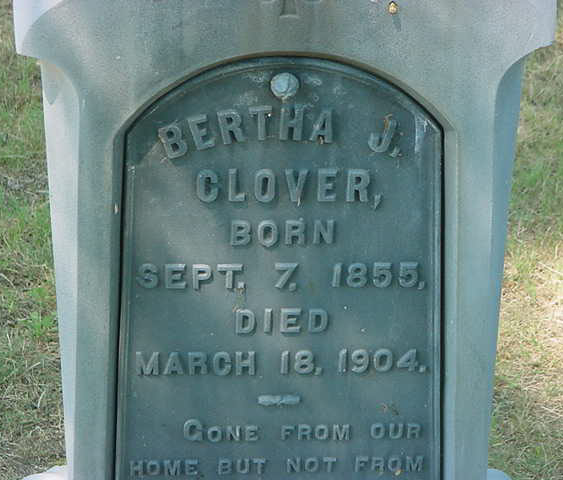 BERTHA J.
CLOVER,
BORN
SEPT. 7, 1855,
DIED
MARCH 18, 1904.
GONE FROM OUR
HOME BUT NOT FROM